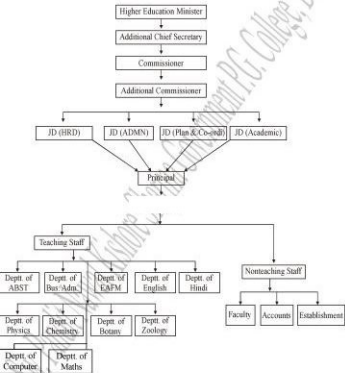 Higher Education Minister
Additional Chief Secretary
Commissioner
Additional Commissioner
JD (HRD)
JD (ADMN)
JD (Plan & Co-ordi)
JD (Academic)
Principal
Teaching Staff
Nonteaching Staff
Deptt. of
ABST
Deptt. of
Bus. Adm.
Deptt. of
EAFM
Deptt. of
English
Deptt. of
Hindi
Deptt. of
Physics
Deptt. of
Chemistry
Deptt. of
Botany
Deptt. of
Zoology
Faculty
Accounts
Establishment
Deptt. of
Computer
Deptt. of
Maths
Government P.G. College,